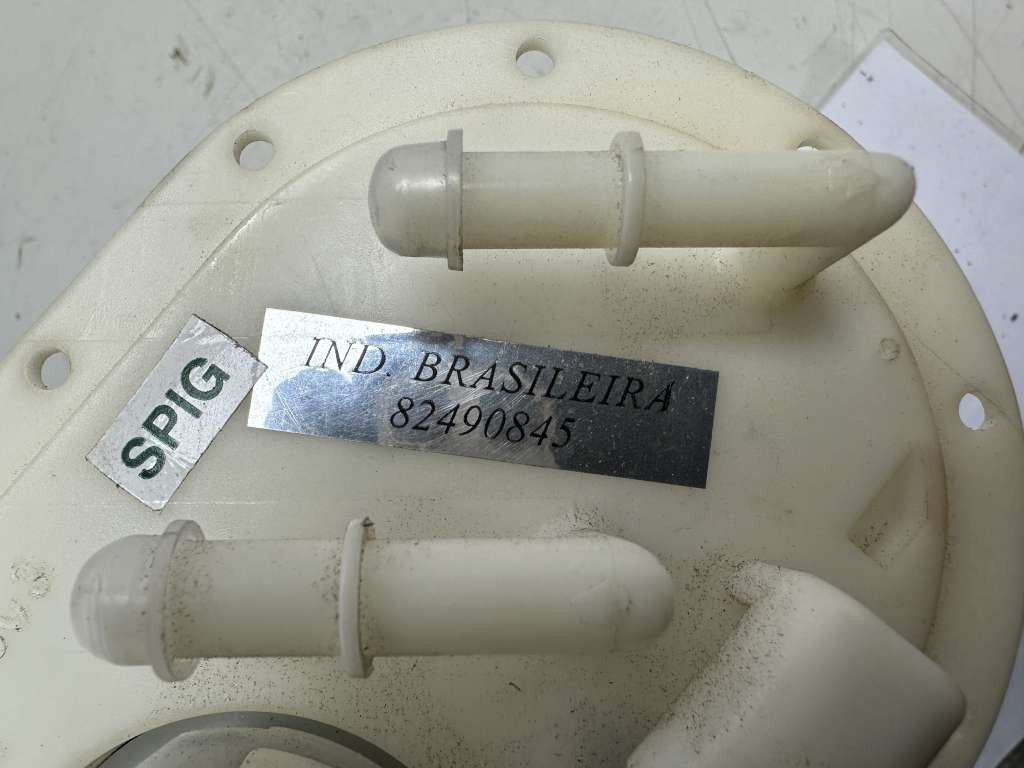 SPIG
IND. BRASILEIRA
82490845